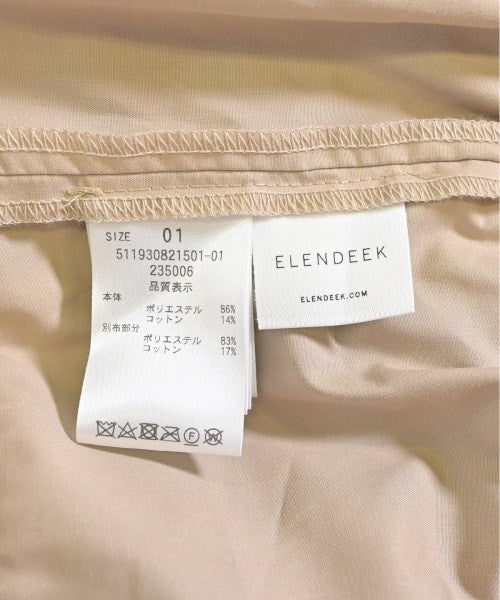 SIZE 01
511930821501-01
235006
品質表示
本体
ポリエステル 86%
コットン 14%
別布部分
ポリエステル 83%
コットン 17%
ELENDEEK
ELENDEEK.COM